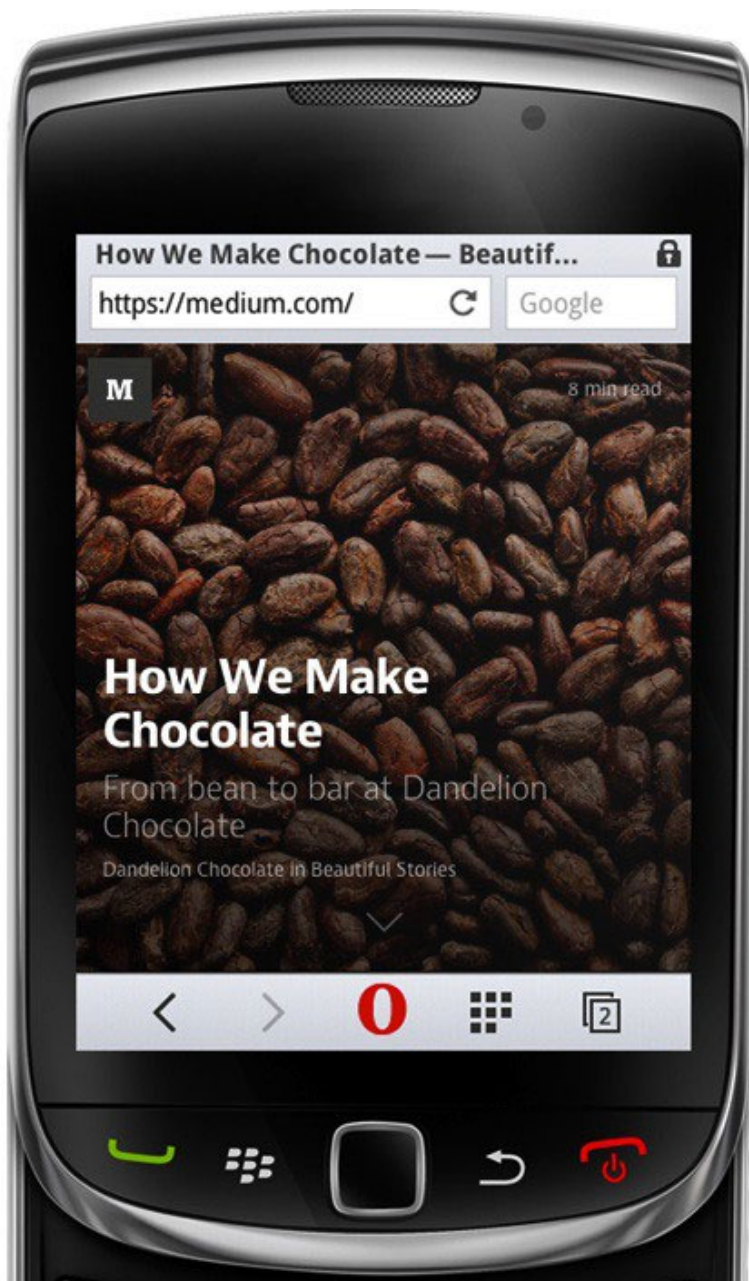 How We Make Chocolate — Beautif...
https://medium.com/
Google
M
8 min read
How We Make
Chocolate
From bean to bar at Dandelion
Chocolate
Dandelion Chocolate in Beautiful Stories
O
2